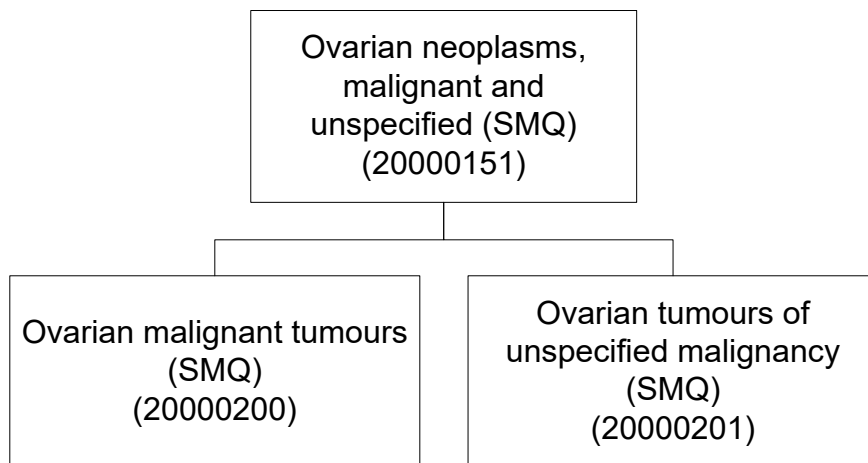 Ovarian neoplasms,
malignant and
unspecified (SMQ)
(20000151)
Ovarian malignant tumours
(SMQ)
(20000200)
Ovarian tumours of
unspecified malignancy
(SMQ)
(20000201)